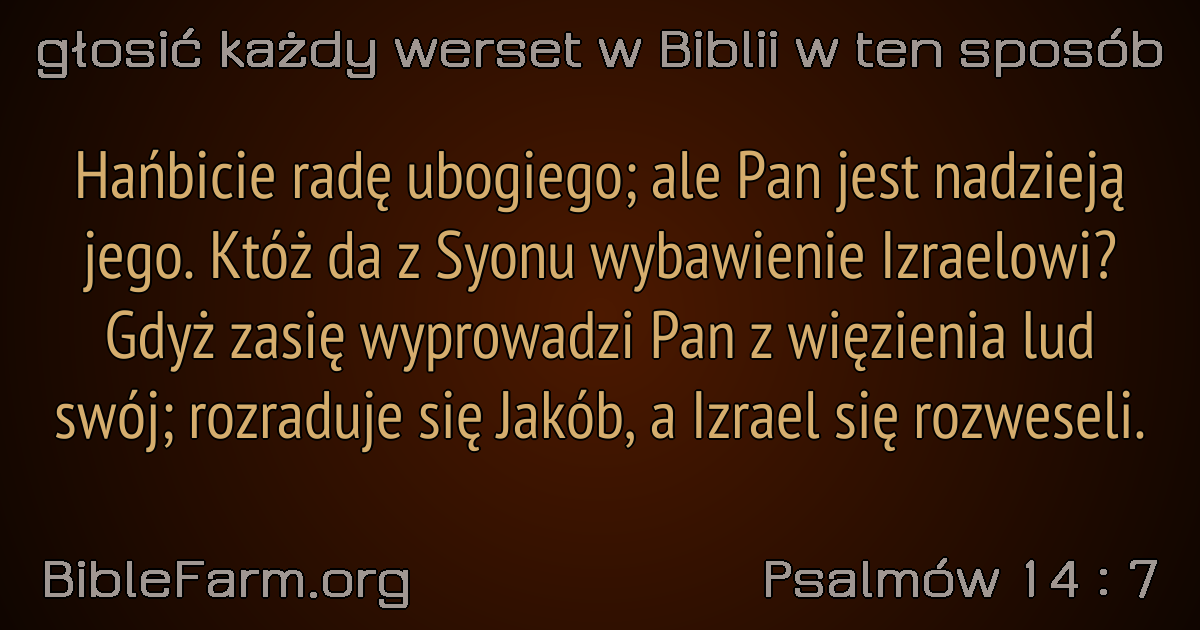 głosić każdy werset w Biblii w ten sposób
Hańbicie radę ubogiego; ale Pan jest nadzieją
jego. Któż da z Syonu wybawienie Izraelowi?
Gdyż zasię wyprowadzi Pan z więzienia lud
swój; rozraduje się Jakób, a Izrael się rozweseli.
BibleFarm.org
Psalmów 14 : 7